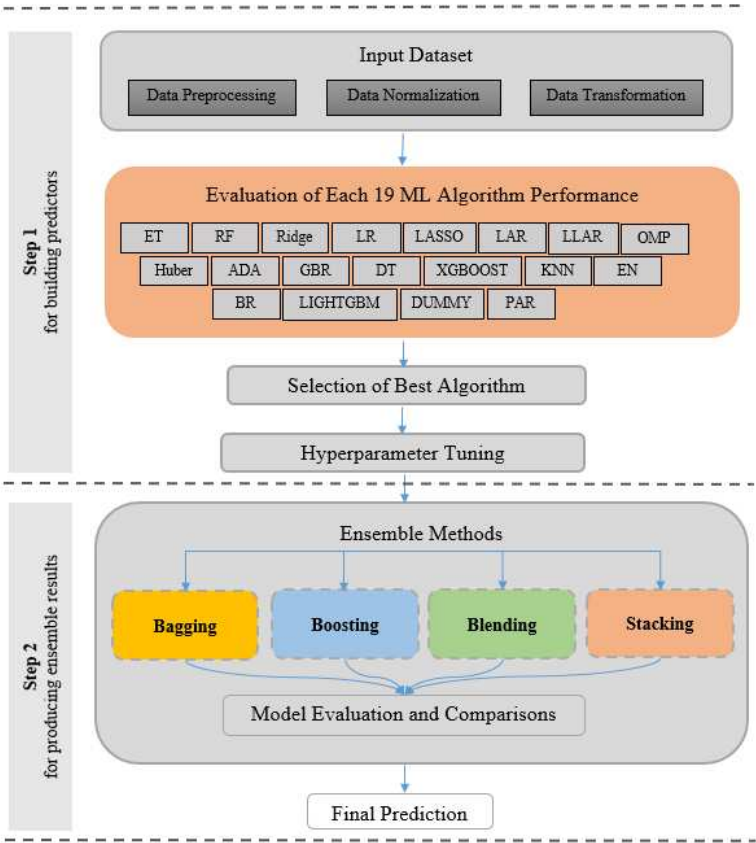 Step 1
for building predictors
Input Dataset
Data Preprocessing
Data Normalization
Data Transformation
Evaluation of Each 19 ML Algorithm Performance
ET
RF
Ridge
LR
LASSO
LAR
LLAR
OMP
Huber
ADA
GBR
DT
XGBOOST
KNN
EN
BR
LIGHTGBM
DUMMY
PAR
Selection of Best Algorithm
Hyperparameter Tuning
Step 2
for producing ensemble results
Ensemble Methods
Bagging
Boosting
Blending
Stacking
Model Evaluation and Comparisons
Final Prediction